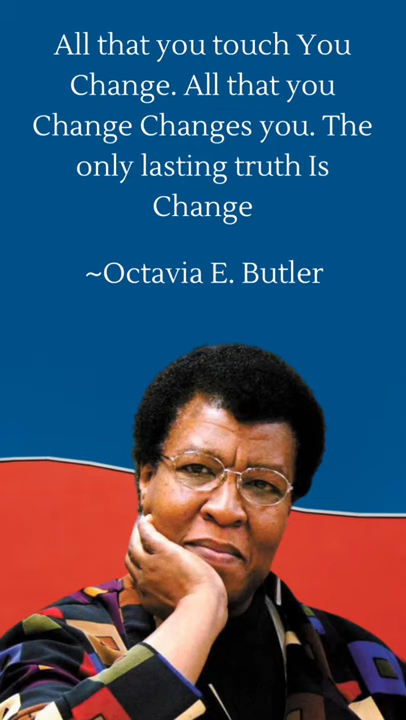 All that you touch You
Change. All that you
Change Changes you. The
only lasting truth Is
Change
~Octavia E. Butler